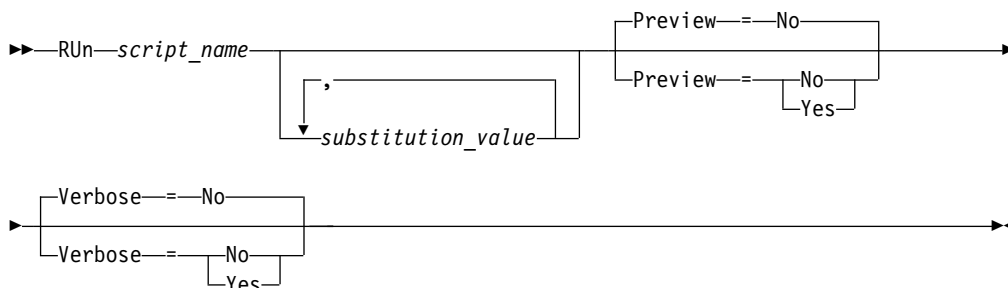 Preview = No
RUn script_name
Preview = No
Yes
,
substitution_value
Verbose = No
Verbose = No
Yes